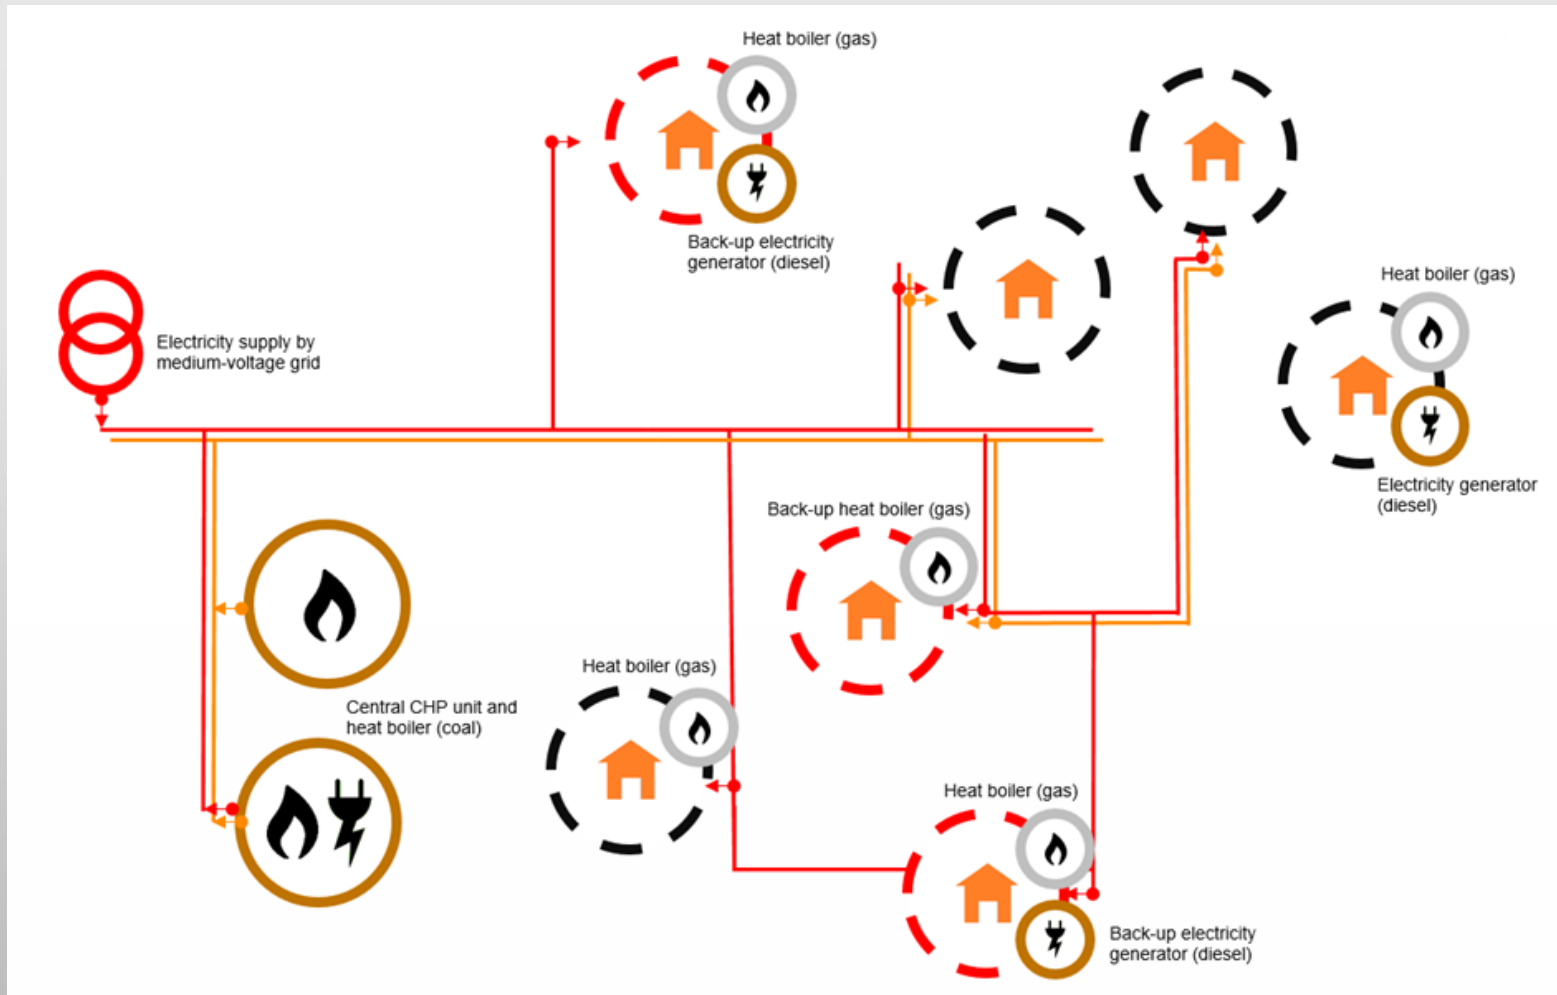 Heat boiler (gas)
Back-up electricity
generator (diesel)
Heat boiler (gas)
Electricity supply by
medium-voltage grid
Electricity generator
(diesel)
Back-up heat boiler (gas)
Heat boiler (gas)
Central CHP unit and
heat boiler (coal)
Heat boiler (gas)
Back-up electricity
generator (diesel)